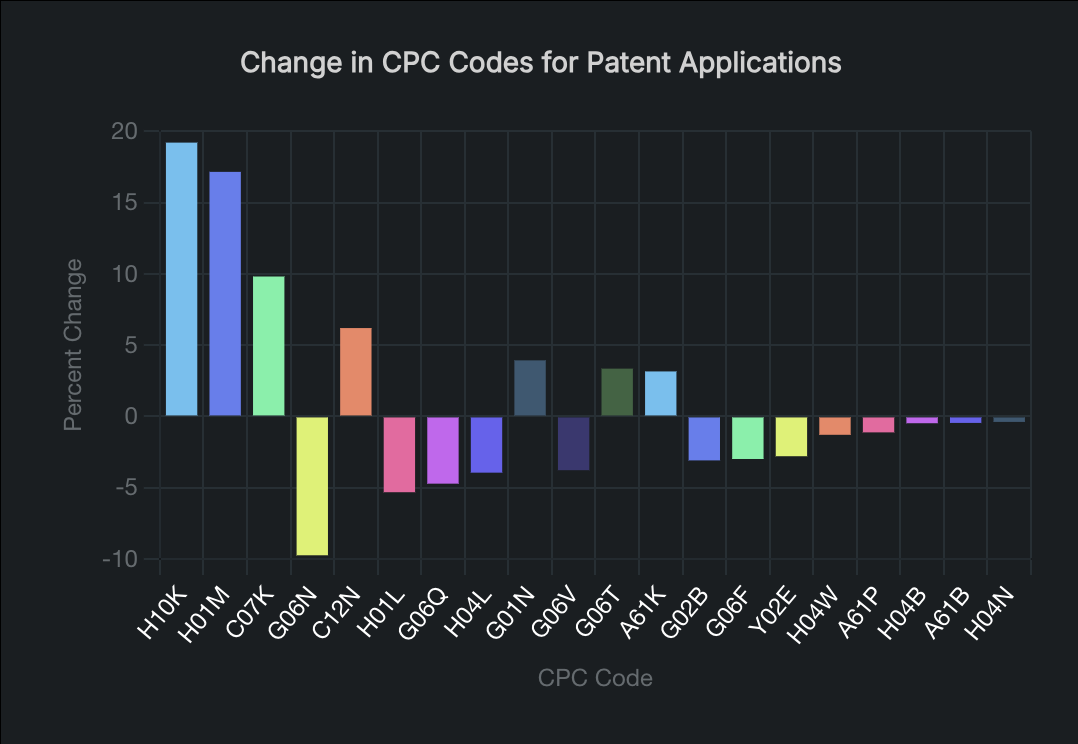 Change in CPC Codes for Patent Applications
20
15
10
5
0
-5
-10
Percent Change
H10K
H01M
C07K
G06N
C12N
H01L
G06Q
H04L
G01N
G06V
G06T
A61K
G02B
G06F
Y02E
H04W
A61P
H04B
A61B
H04N
CPC Code